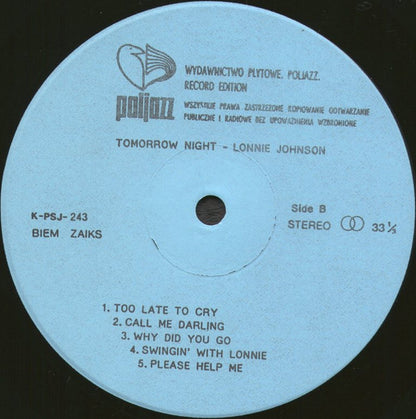 WYDAWNICTWO PŁYTOWE. POLJAZZ.
RECORD EDITION
WSZYSTKIE PRAWA ZASTRZEŻONE KOPIOWANIE ODTWARZANIE
PUBLICZNE I RADIOWE BEZ UPOWAŻNIENIA WZBRONIONE
poljazz
TOMORROW NIGHT - LONNIE JOHNSON
K-PSJ-243
BIEM ZAIKS
Side B
STEREO 33⅓
1. TOO LATE TO CRY
2. CALL ME DARLING
3. WHY DID YOU GO
4. SWINGIN' WITH LONNIE
5. PLEASE HELP ME